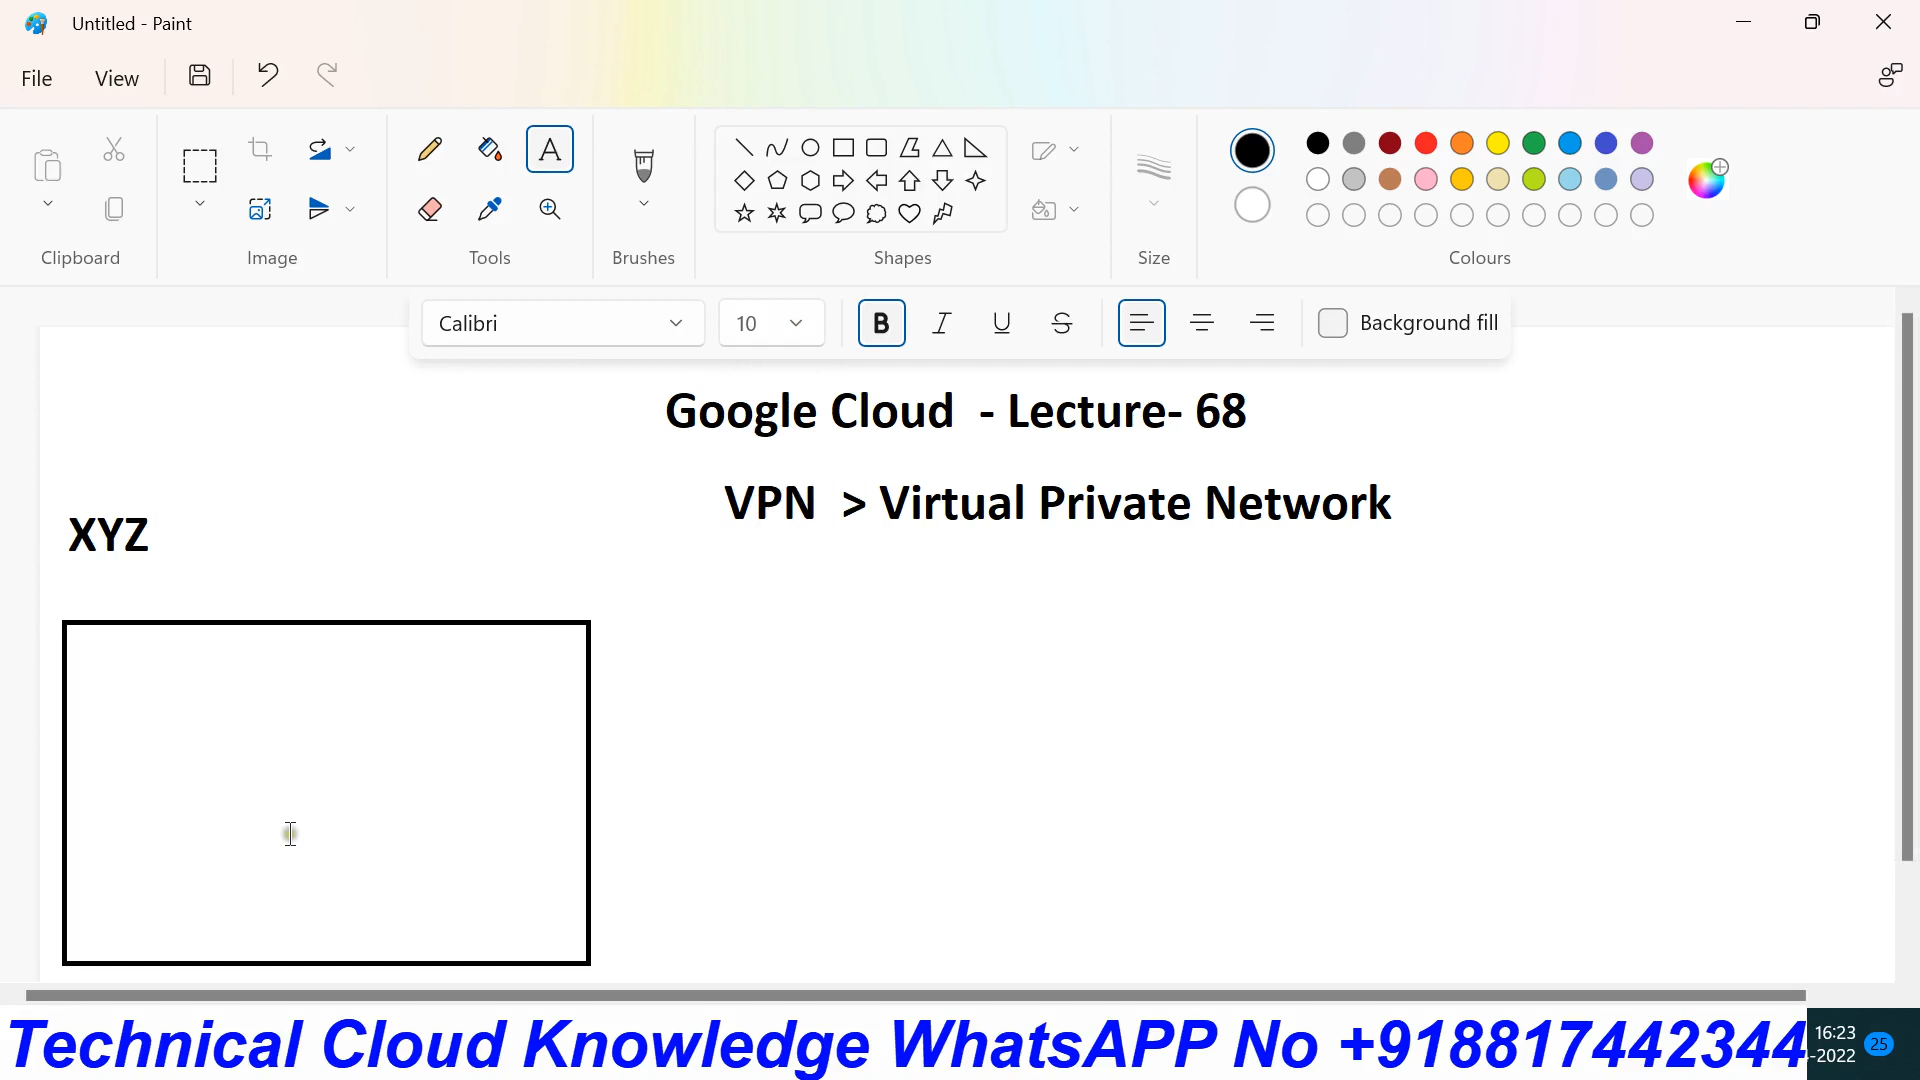 Untitled - Paint
File View
Clipboard Image Tools Brushes Shapes Size Colours
Calibri 10 B I U S Background fill
Google Cloud - Lecture- 68
VPN > Virtual Private Network
XYZ
Technical Cloud Knowledge WhatsAPP No +918817442344
16:23
-2022
25